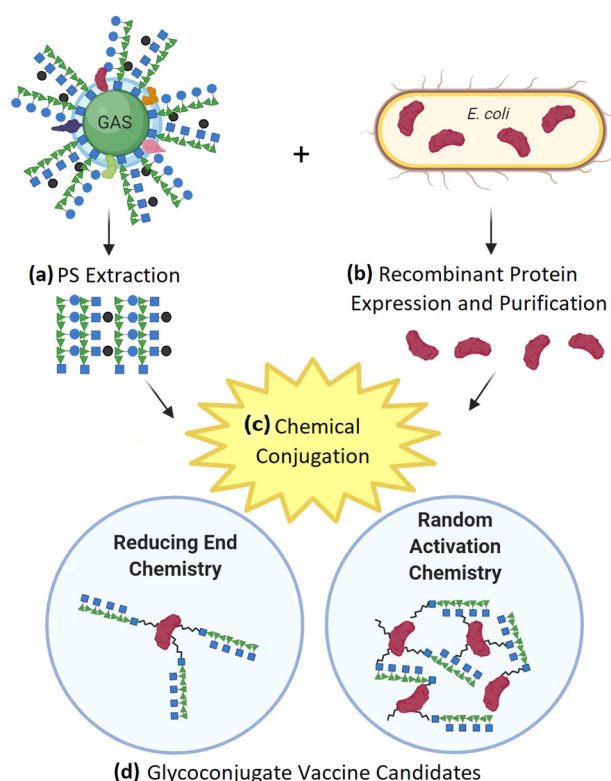 GAS
E. coli
+
(a) PS Extraction
(b) Recombinant Protein
Expression and Purification
(c) Chemical
Conjugation
Reducing End
Chemistry
Random
Activation
Chemistry
(d) Glycoconjugate Vaccine Candidates